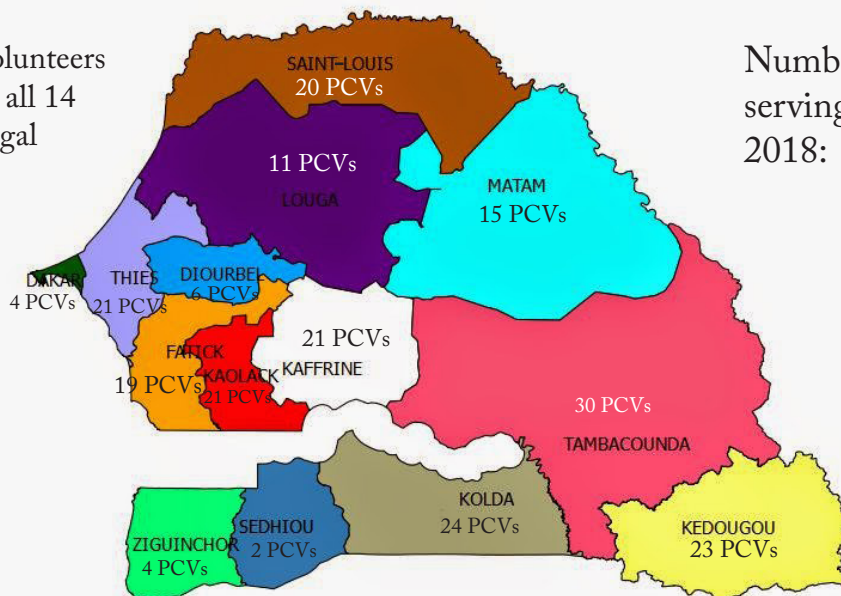 olunteers
all 14
gal
Numb
serving
2018:
SAINT-LOUIS
20 PCVs
11 PCVs
LOUGA
MATAM
15 PCVs
DAKAR
4 PCVs
THIES
21 PCVs
DIOURBEL
6 PCVs
FATICK
19 PCVs
KAOLACK
21 PCVs
21 PCVs
KAFFRINE
30 PCVs
TAMBACOUNDA
KOLDA
24 PCVs
KEDOUGOU
23 PCVs
SEDHIOU
2 PCVs
ZIGUINCHOR
4 PCVs